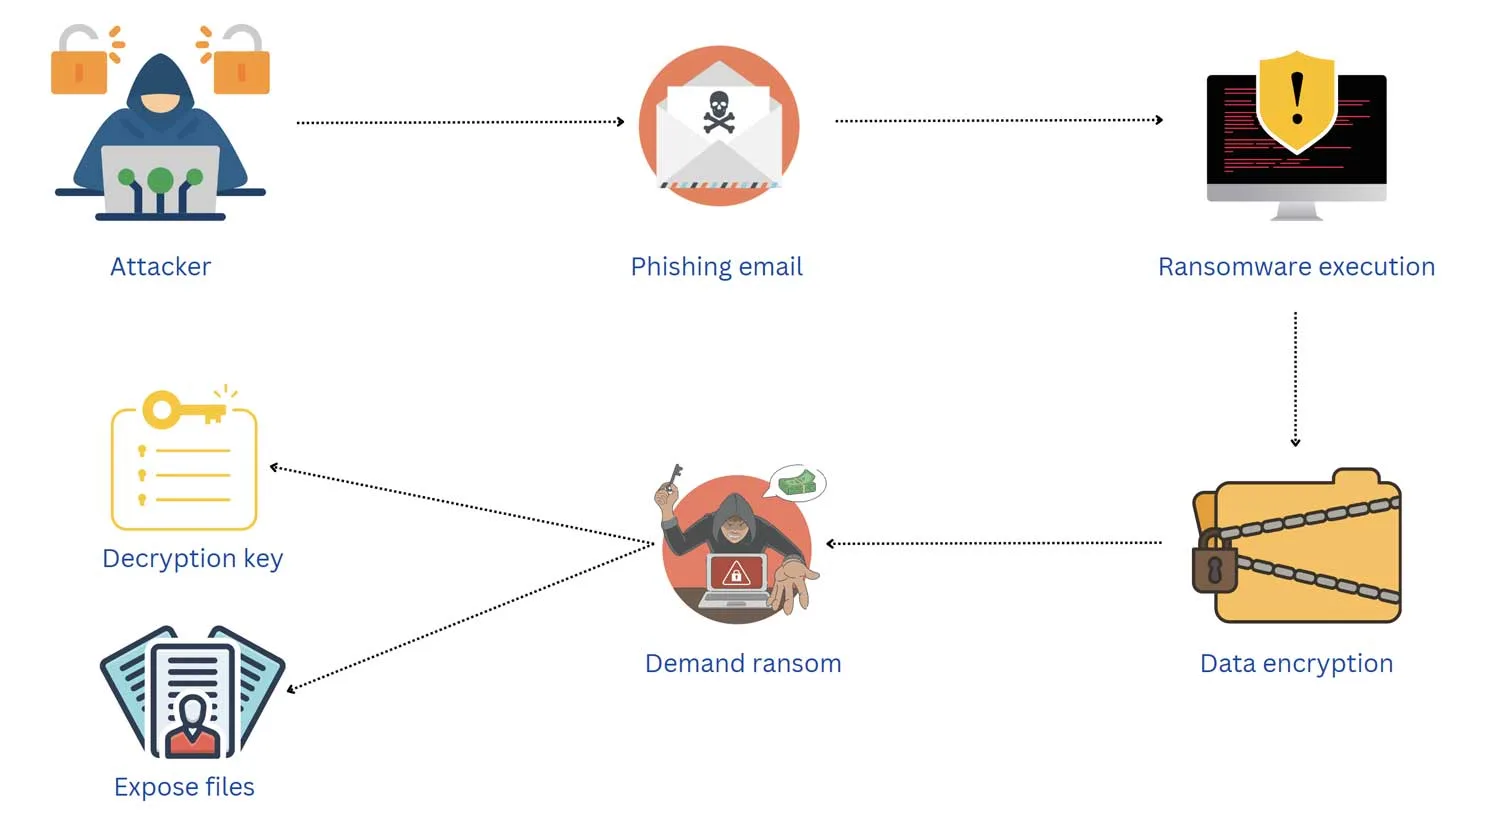 Attacker
Phishing email
Ransomware execution
Decryption key
Demand ransom
Data encryption
Expose files